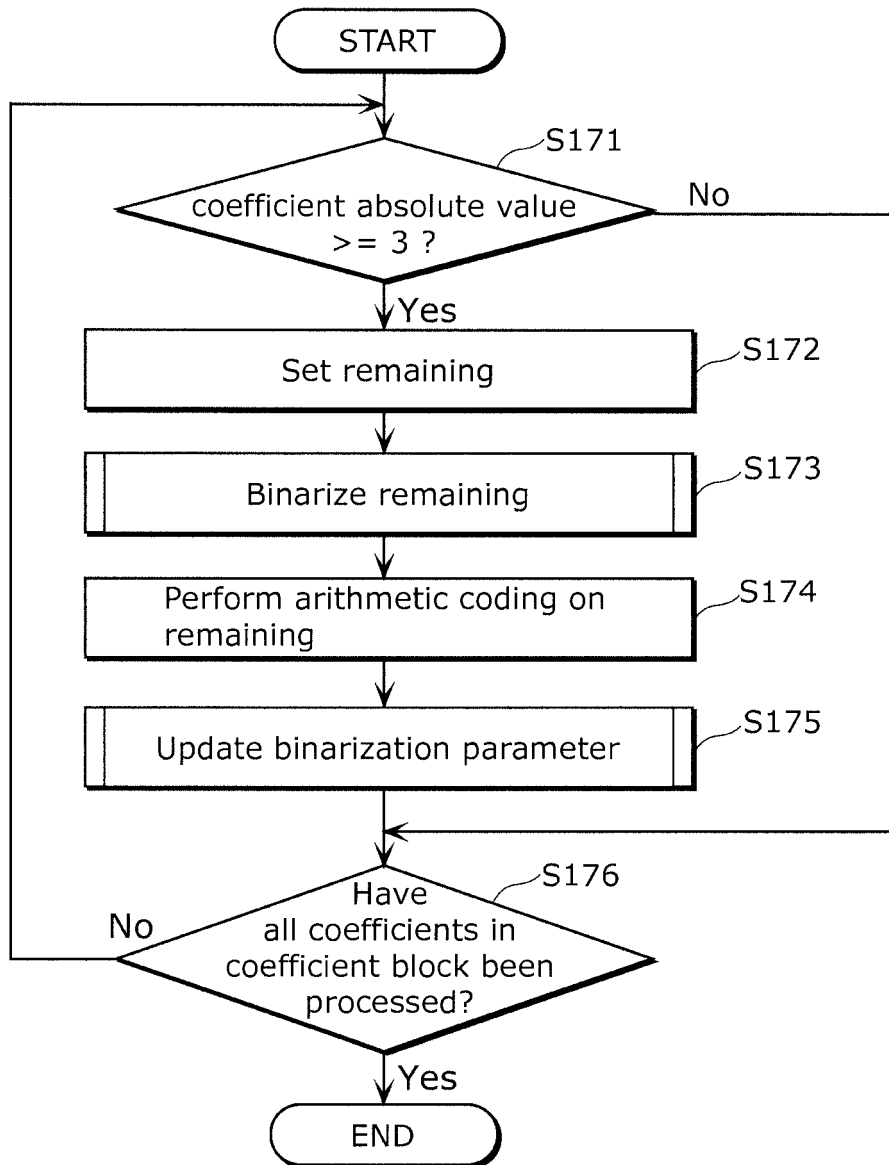 START
S171
coefficient absolute value
>= 3 ?
No
Yes
S172
Set remaining
S173
Binarize remaining
S174
Perform arithmetic coding on
remaining
S175
Update binarization parameter
S176
Have
all coefficients in
coefficient block been
processed?
No
Yes
END